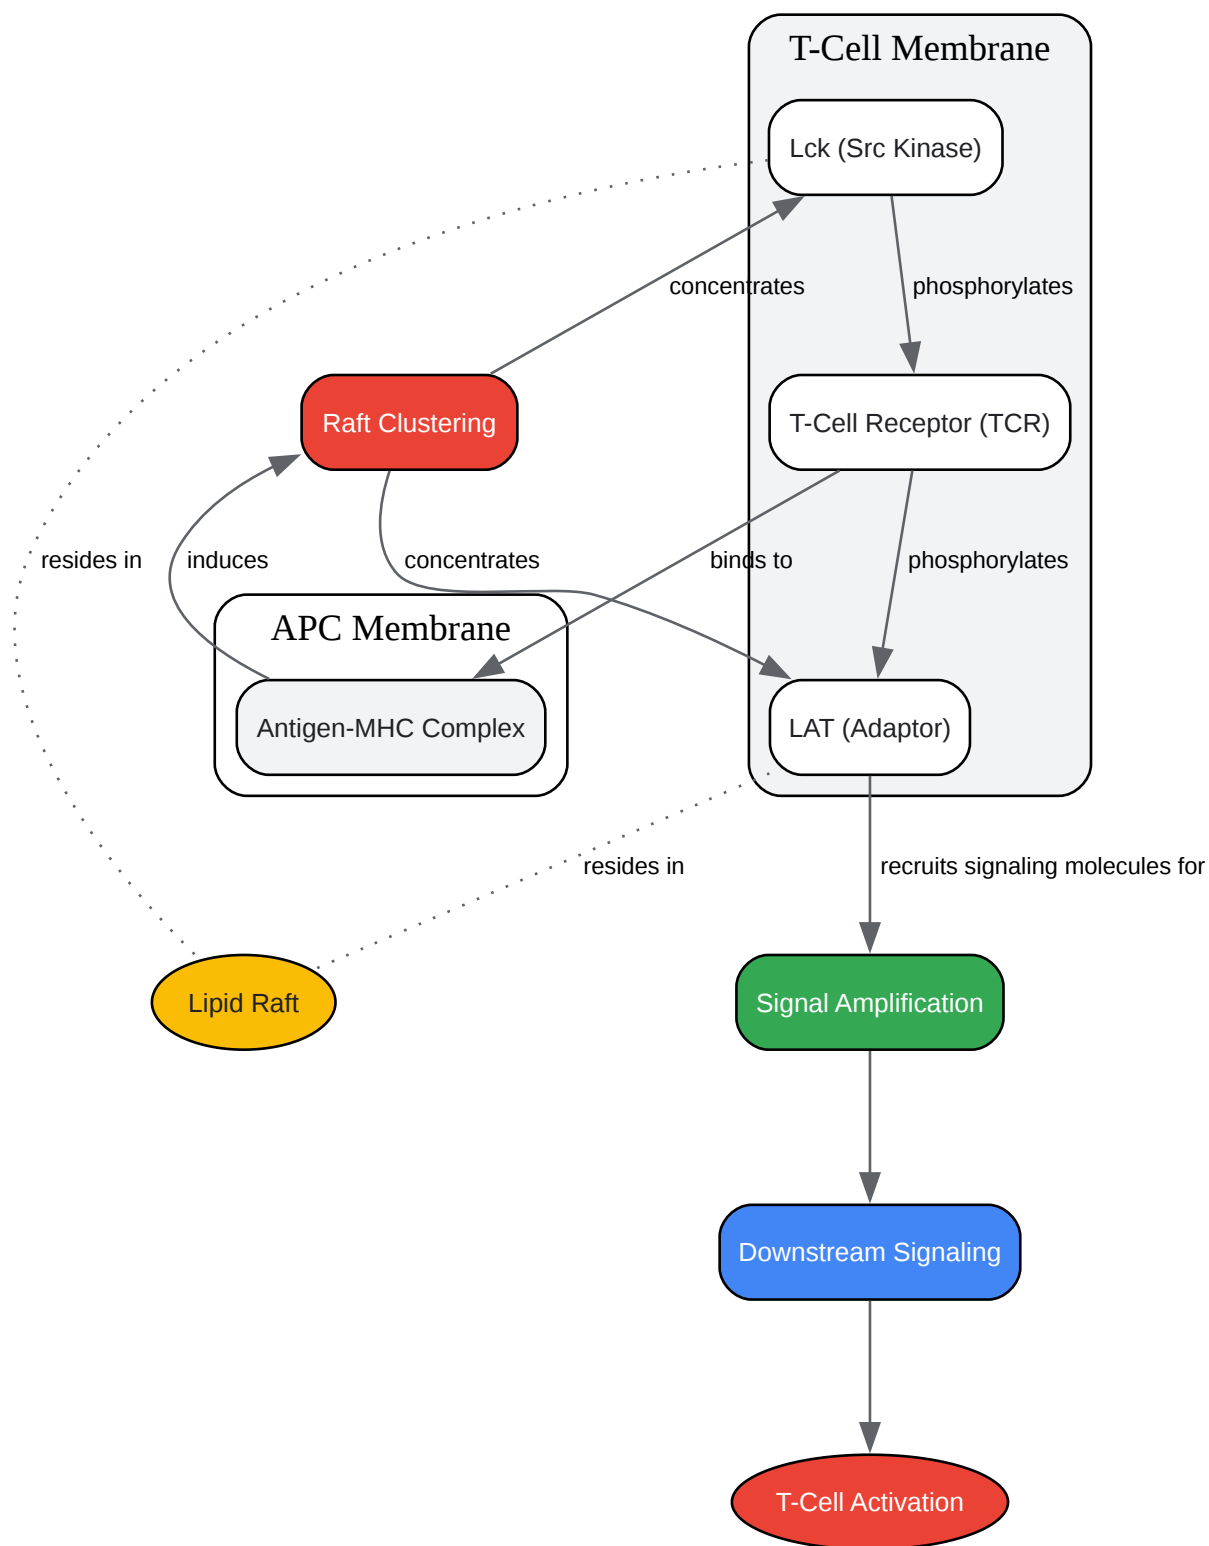 T-Cell Membrane
Lck (Src Kinase)
concentrates
phosphorylates
Raft Clustering
T-Cell Receptor (TCR)
resides in
induces
concentrates
binds to
phosphorylates
APC Membrane
Antigen-MHC Complex
LAT (Adaptor)
resides in
recruits signaling molecules for
Lipid Raft
Signal Amplification
Downstream Signaling
T-Cell Activation